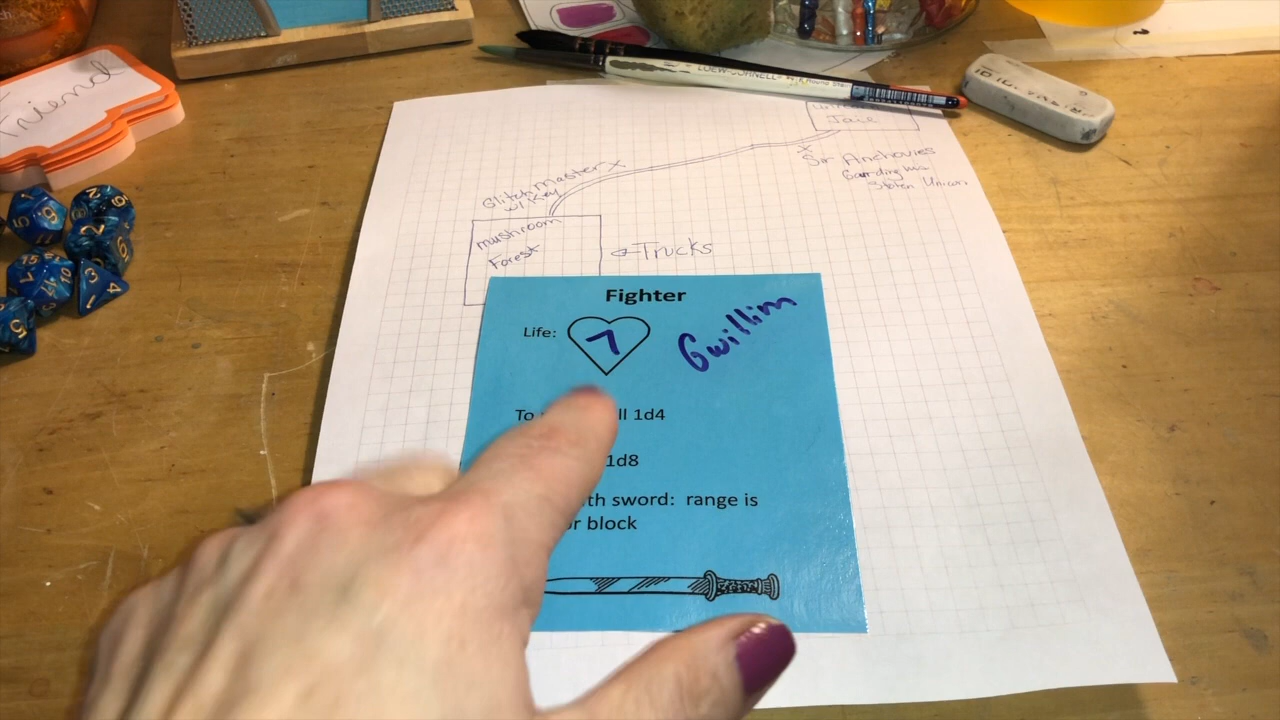 Friend
Jail
Sir Anchovies
Guarding his
Stolen Unicorn
Glitchmaster X
w/ Key
mushroom
Forest
Trucks
Fighter
Life: 7
Gwillim
To ll 1d4
1d8
th sword: range is
or block